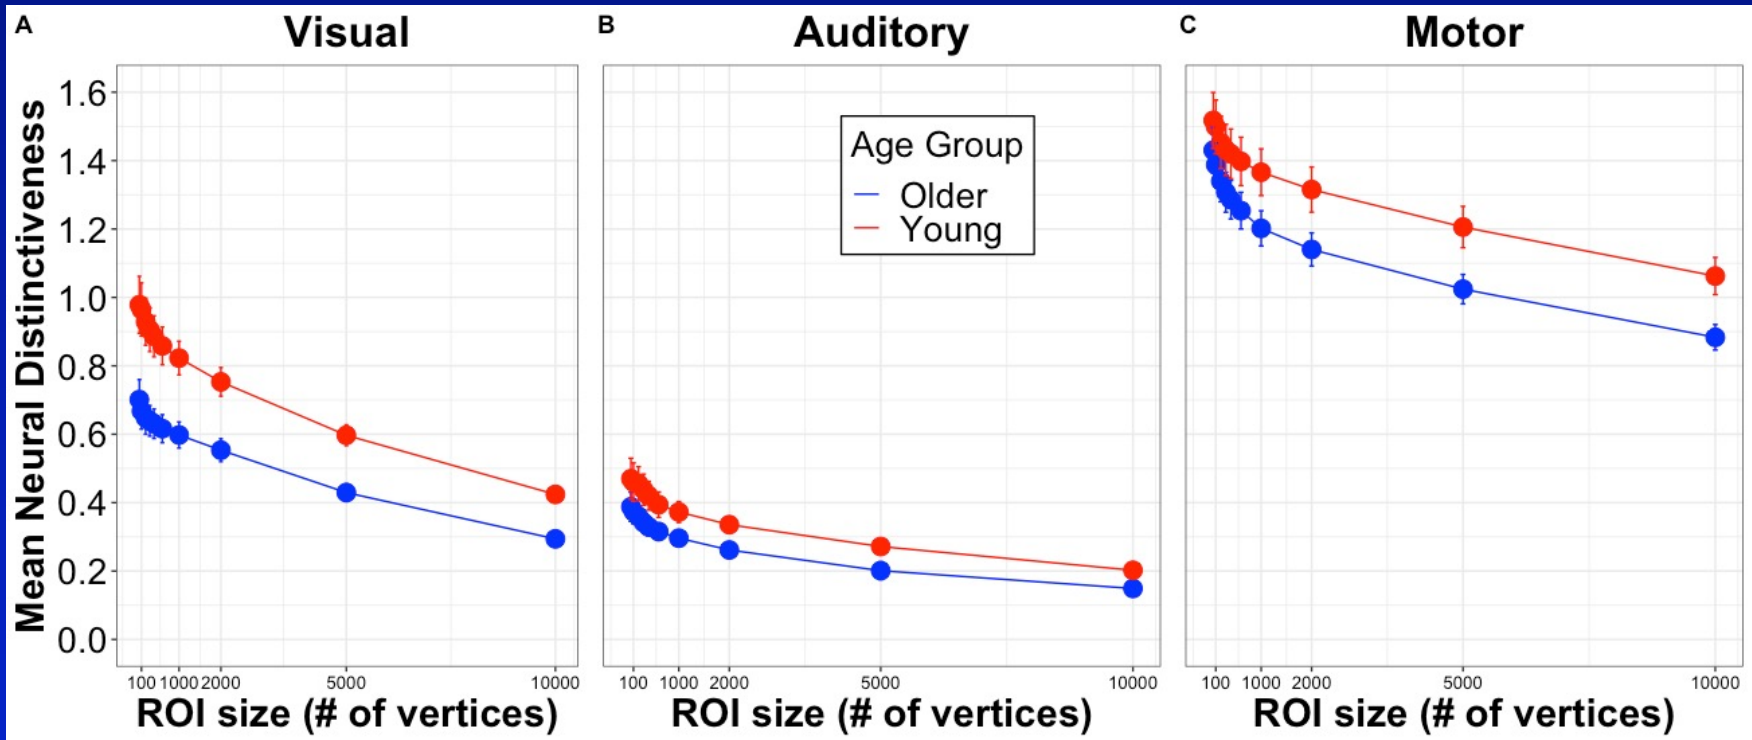 A Visual
B Auditory
C Motor
Mean Neural Distinctiveness
1.6
1.4
1.2
1.0
0.8
0.6
0.4
0.2
0.0
Age Group
Older
Young
100 1000 2000 5000 10000
100 1000 2000 5000 10000
100 1000 2000 5000 10000
ROI size (# of vertices)
ROI size (# of vertices)
ROI size (# of vertices)